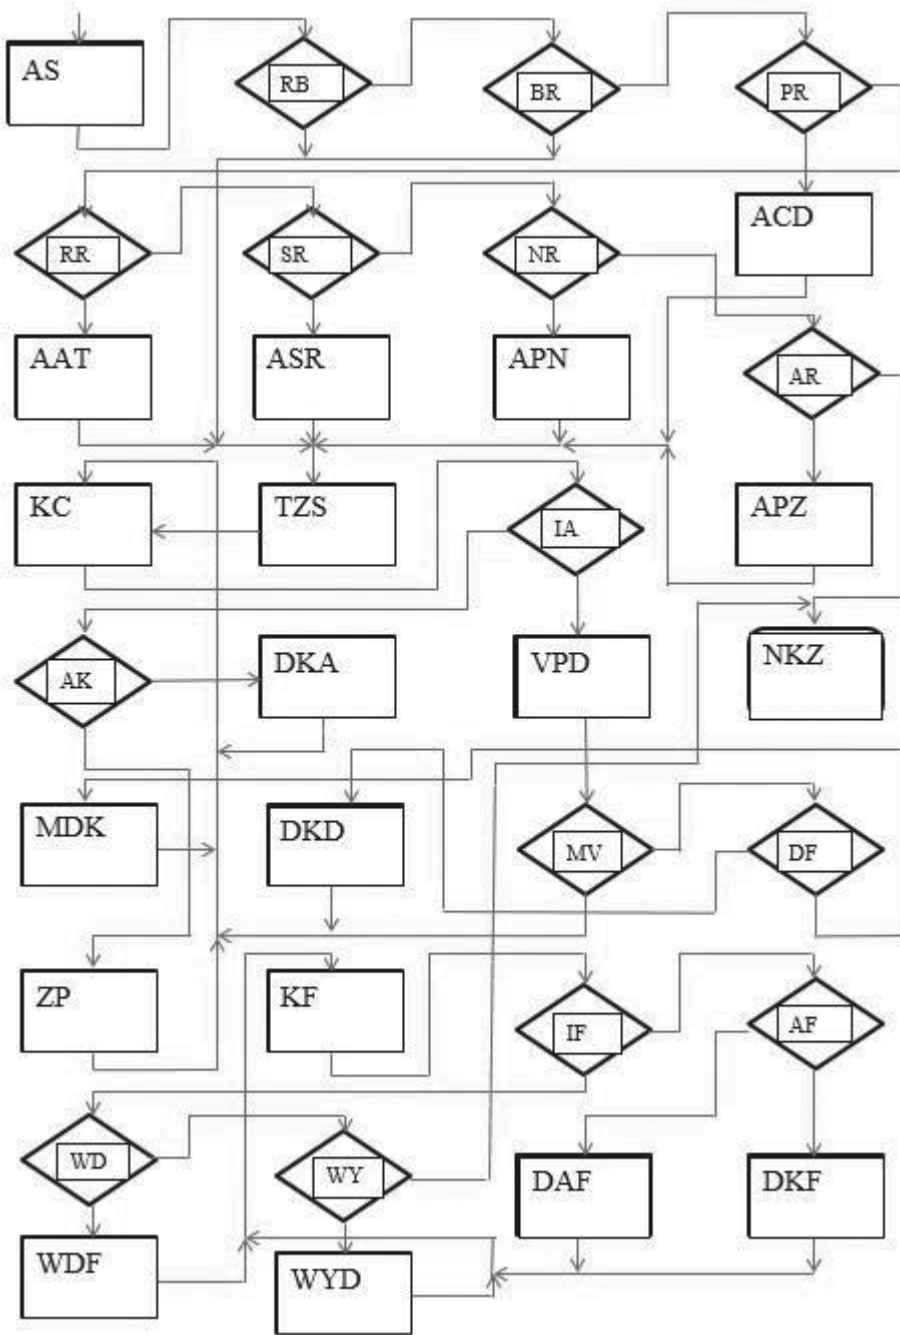 AS
RB
BR
PR
ACD
RR
SR
NR
AAT
ASR
APN
AR
KC
TZS
IA
APZ
AK
DKA
VPD
NKZ
MDK
DKD
MV
DF
ZP
KF
IF
AF
WD
WY
DAF
DKF
WDF
WYD